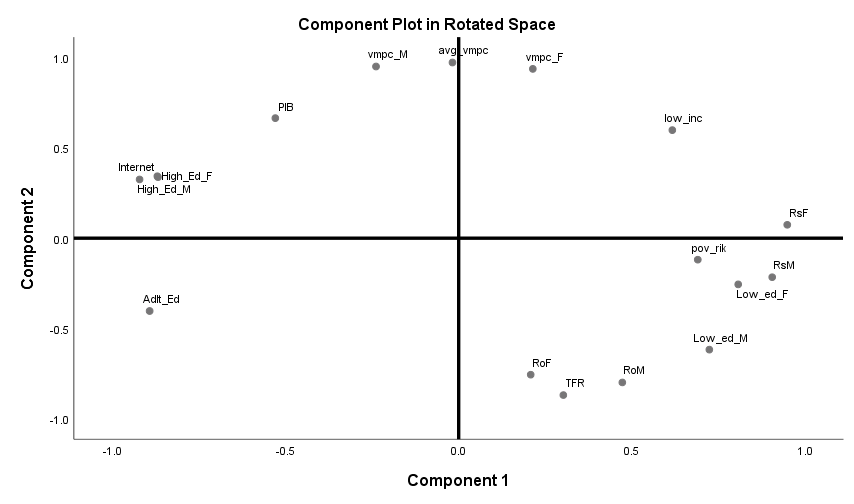 Component Plot in Rotated Space
Component 2
1.0
0.5
0.0
-0.5
-1.0
vmpc_M
avg_vmpc
vmpc_F
PIB
low_inc
Internet
High_Ed_F
High_Ed_M
RsF
pov_rik
RsM
Low_ed_F
Adlt_Ed
Low_ed_M
RoF
RoM
TFR
-1.0
-0.5
0.0
0.5
1.0
Component 1